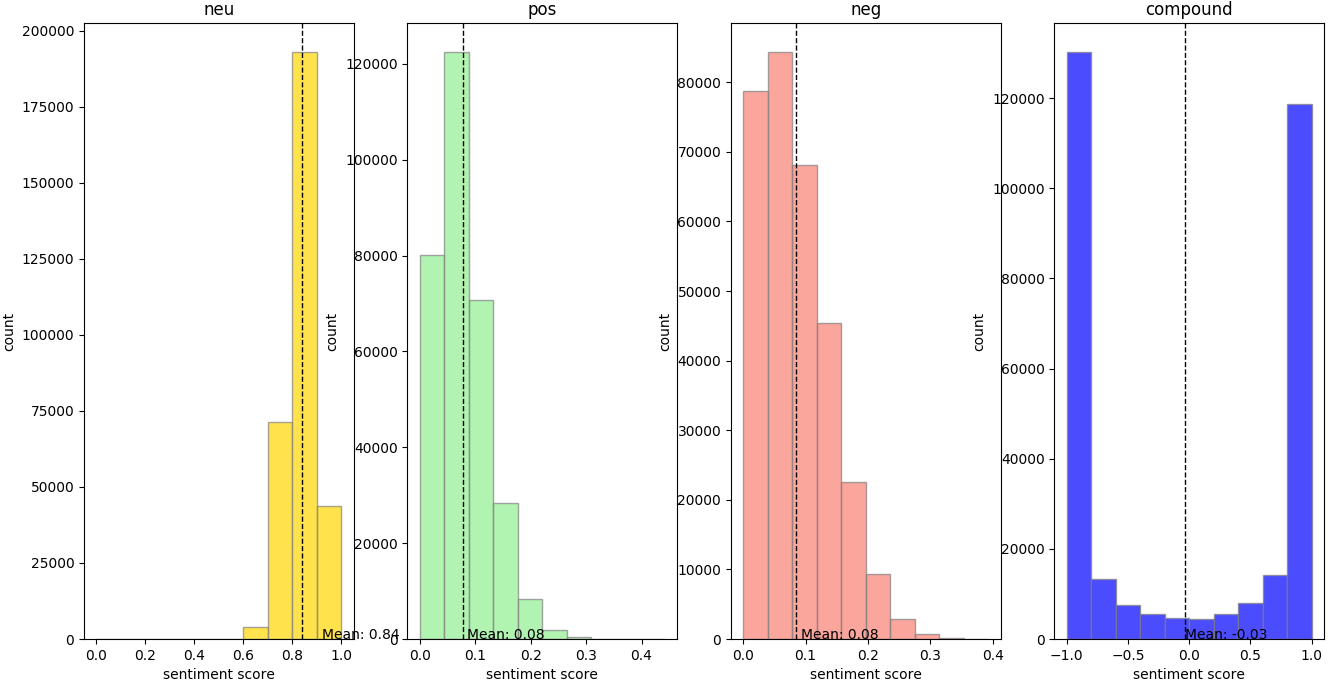 neu
200000
175000
150000
125000
100000
75000
50000
25000
0
count
0.0 0.2 0.4 0.6 0.8 1.0
sentiment score
Mean: 0.84
pos
120000
100000
80000
60000
40000
20000
0
count
0.0 0.1 0.2 0.3 0.4
sentiment score
Mean: 0.08
neg
80000
70000
60000
50000
40000
30000
20000
10000
0
count
0.0 0.1 0.2 0.3 0.4
sentiment score
Mean: 0.08
compound
120000
100000
80000
60000
40000
20000
0
count
−1.0 −0.5 0.0 0.5 1.0
sentiment score
Mean: -0.03